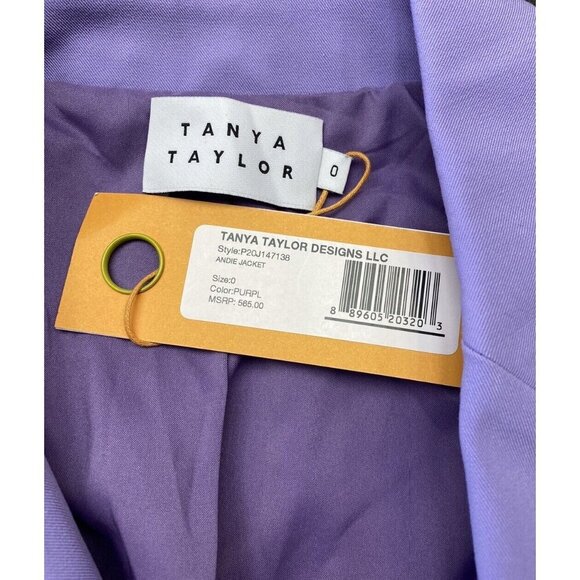 TANYA
TAYLOR
0
TANYA TAYLOR DESIGNS LLC
Style:P20J147138
ANDIE JACKET
Size:0
Color:PURPL
MSRP: 565.00
8 89605 20320 3